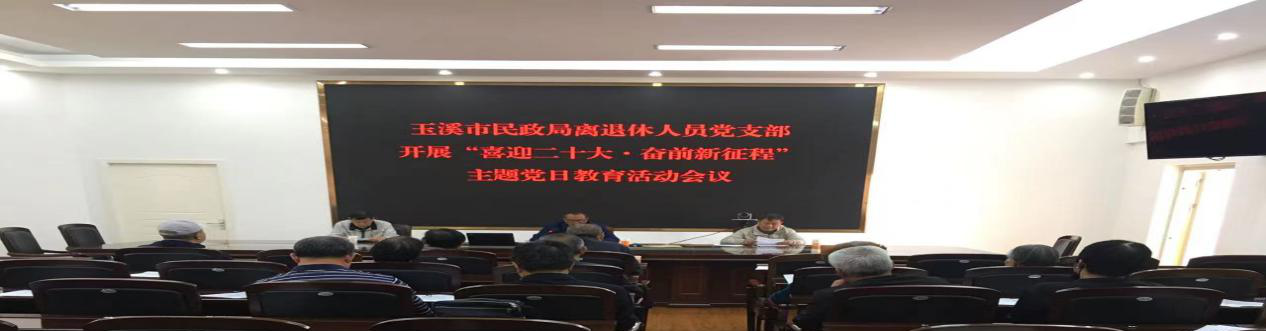 玉溪市民政局离退休人员党支部
开展“喜迎二十大·奋前新征程”
主题党日教育活动会议